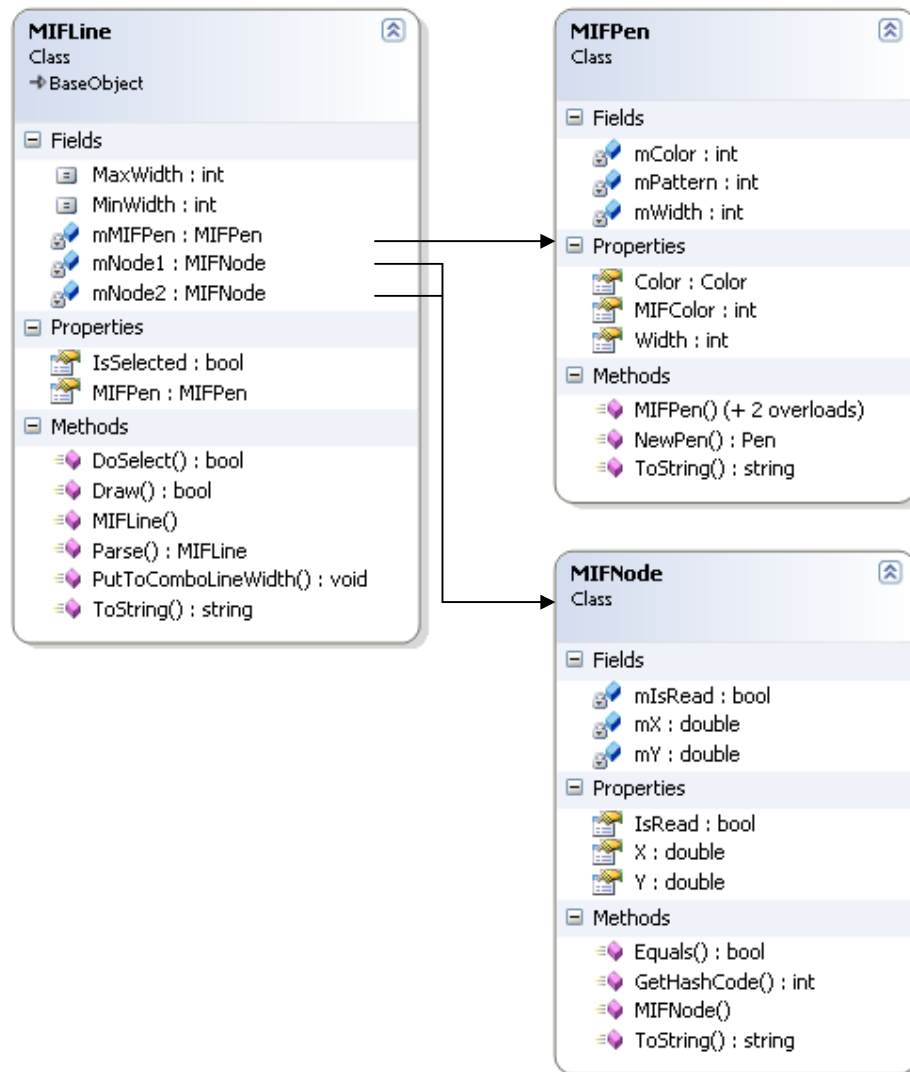 MIFLine
Class
BaseObject
Fields
MaxWidth : int
MinWidth : int
mMIFPen : MIFPen
mNode1 : MIFNode
mNode2 : MIFNode
Properties
IsSelected : bool
MIFPen : MIFPen
Methods
DoSelect() : bool
Draw() : bool
MIFLine()
Parse() : MIFLine
PutToComboLineWidth() : void
ToString() : string
MIFPen
Class
Fields
mColor : int
mPattern : int
mWidth : int
Properties
Color : Color
MIFColor : int
Width : int
Methods
MIFPen() (+ 2 overloads)
NewPen() : Pen
ToString() : string
MIFNode
Class
Fields
mIsRead : bool
mX : double
mY : double
Properties
IsRead : bool
X : double
Y : double
Methods
Equals() : bool
GetHashCode() : int
MIFNode()
ToString() : string